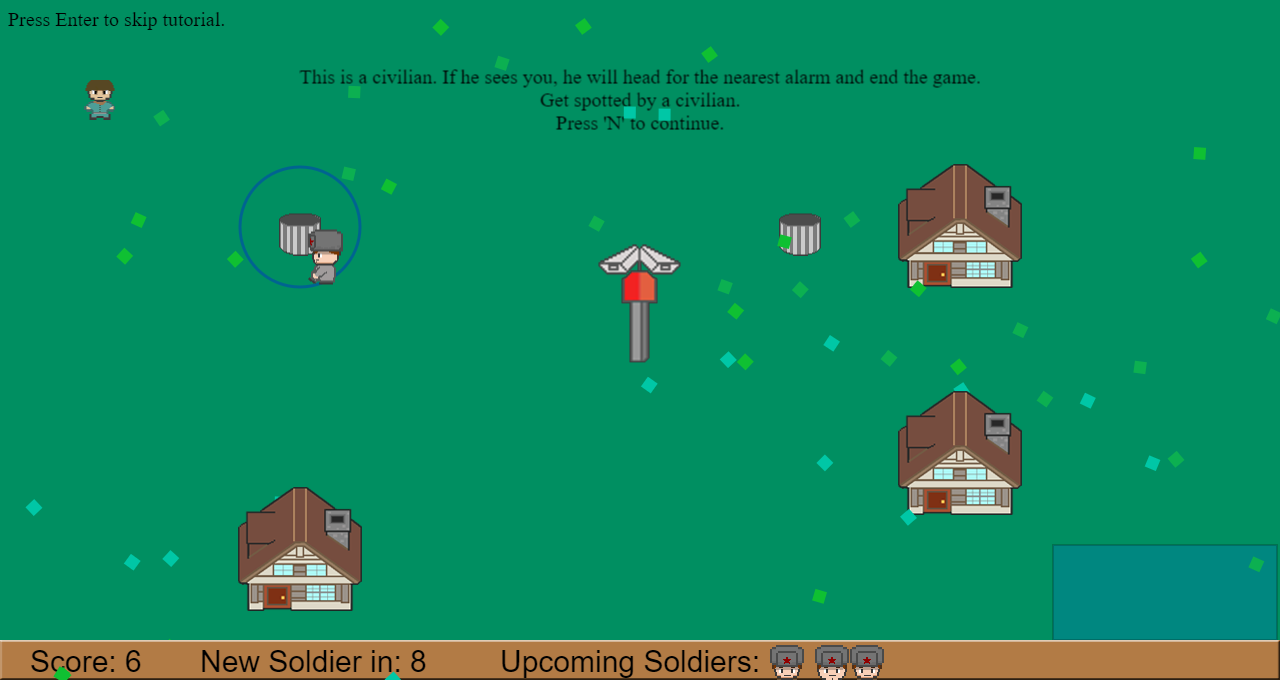 Press Enter to skip tutorial.
This is a civilian. If he sees you, he will head for the nearest alarm and end the game.
Get spotted by a civilian.
Press 'N' to continue.
Score: 6 New Soldier in: 8 Upcoming Soldiers: